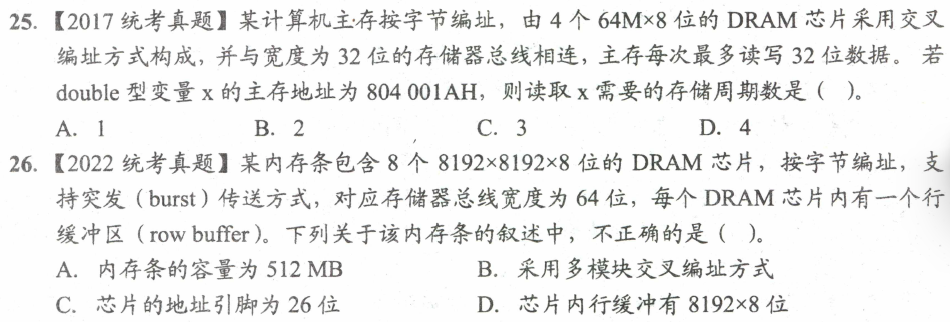 25. 【2017 统考真题】某计算机主存按字节编址，由 4 个 64M×8 位的 DRAM 芯片采用交叉
编址方式构成，并与宽度为 32 位的存储器总线相连，主存每次最多读写 32 位数据。若
double 型变量 x 的主存地址为 804 001AH，则读取 x 需要的存储周期数是（ ）。
A. 1 B. 2 C. 3 D. 4
26. 【2022 统考真题】某内存条包含 8 个 8192×8192×8 位的 DRAM 芯片，按字节编址，支
持突发（burst）传送方式，对应存储器总线宽度为 64 位，每个 DRAM 芯片内有一个行
缓冲区（row buffer）。下列关于该内存条的叙述中，不正确的是（ ）。
A. 内存条的容量为 512 MB B. 采用多模块交叉编址方式
C. 芯片的地址引脚为 26 位 D. 芯片内行缓冲有 8192×8 位